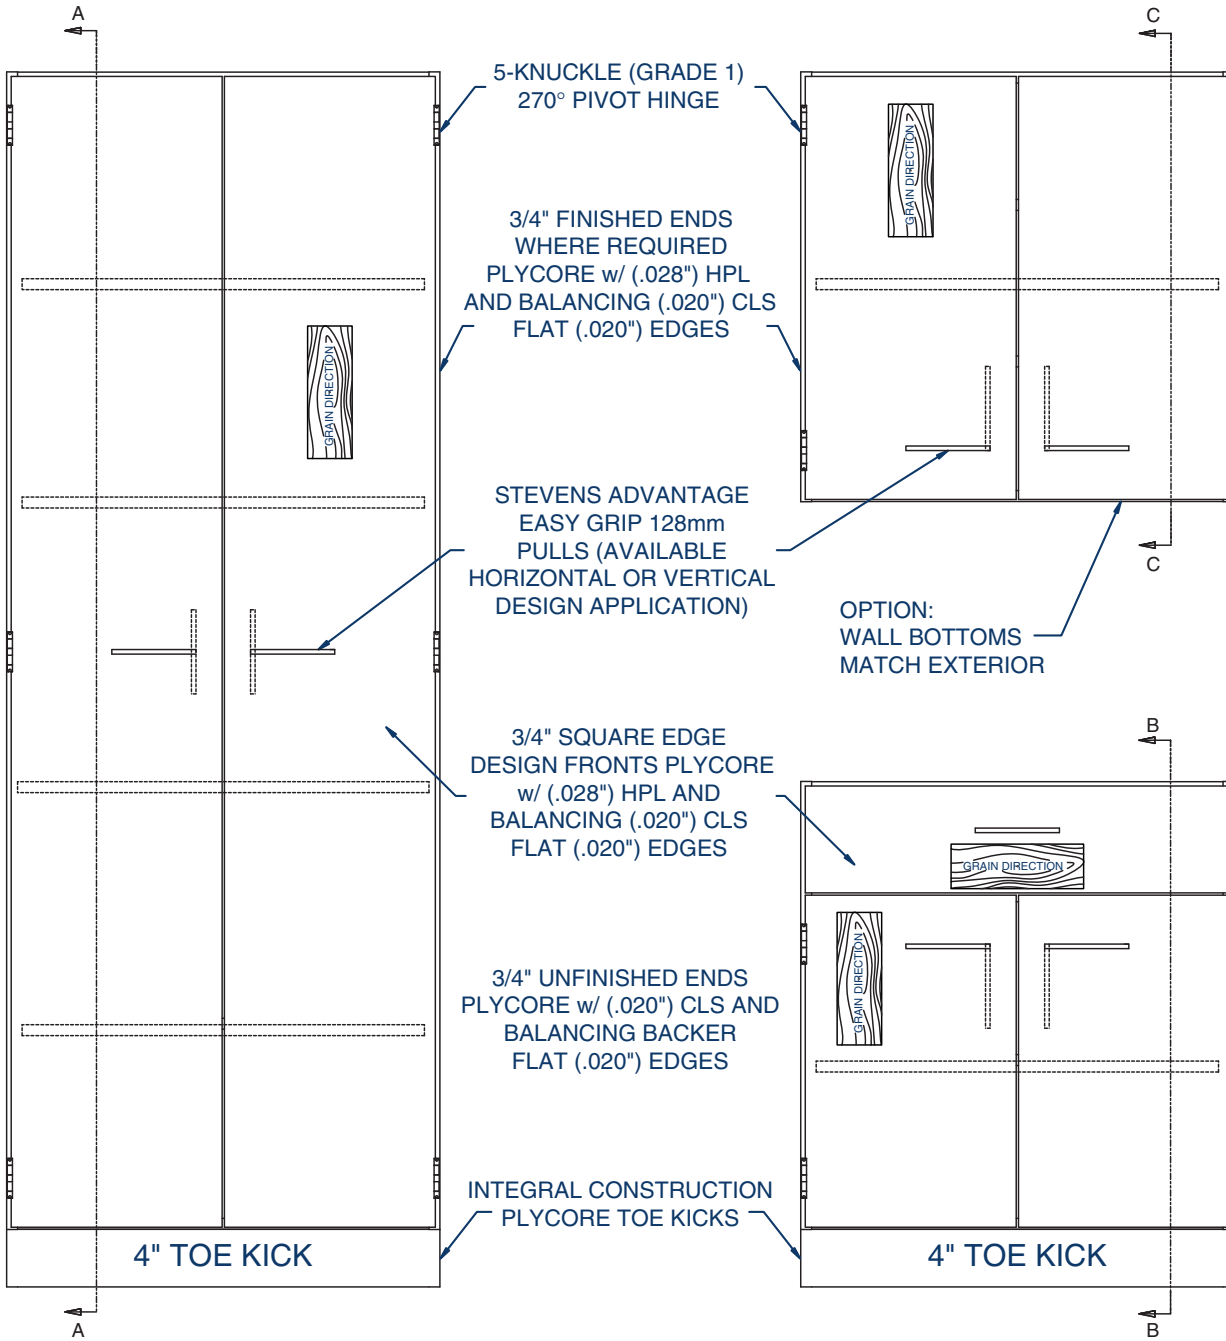 A
C
5-KNUCKLE (GRADE 1)
270° PIVOT HINGE
GRAIN DIRECTION
3/4" FINISHED ENDS
WHERE REQUIRED
PLYCORE w/ (.028") HPL
AND BALANCING (.020") CLS
FLAT (.020") EDGES
GRAIN DIRECTION
STEVENS ADVANTAGE
EASY GRIP 128mm
PULLS (AVAILABLE
HORIZONTAL OR VERTICAL
DESIGN APPLICATION)
C
OPTION:
WALL BOTTOMS
MATCH EXTERIOR
B
3/4" SQUARE EDGE
DESIGN FRONTS PLYCORE
w/ (.028") HPL AND
BALANCING (.020") CLS
FLAT (.020") EDGES
GRAIN DIRECTION
GRAIN DIRECTION
3/4" UNFINISHED ENDS
PLYCORE w/ (.020") CLS AND
BALANCING BACKER
FLAT (.020") EDGES
INTEGRAL CONSTRUCTION
PLYCORE TOE KICKS
4" TOE KICK
4" TOE KICK
A
B